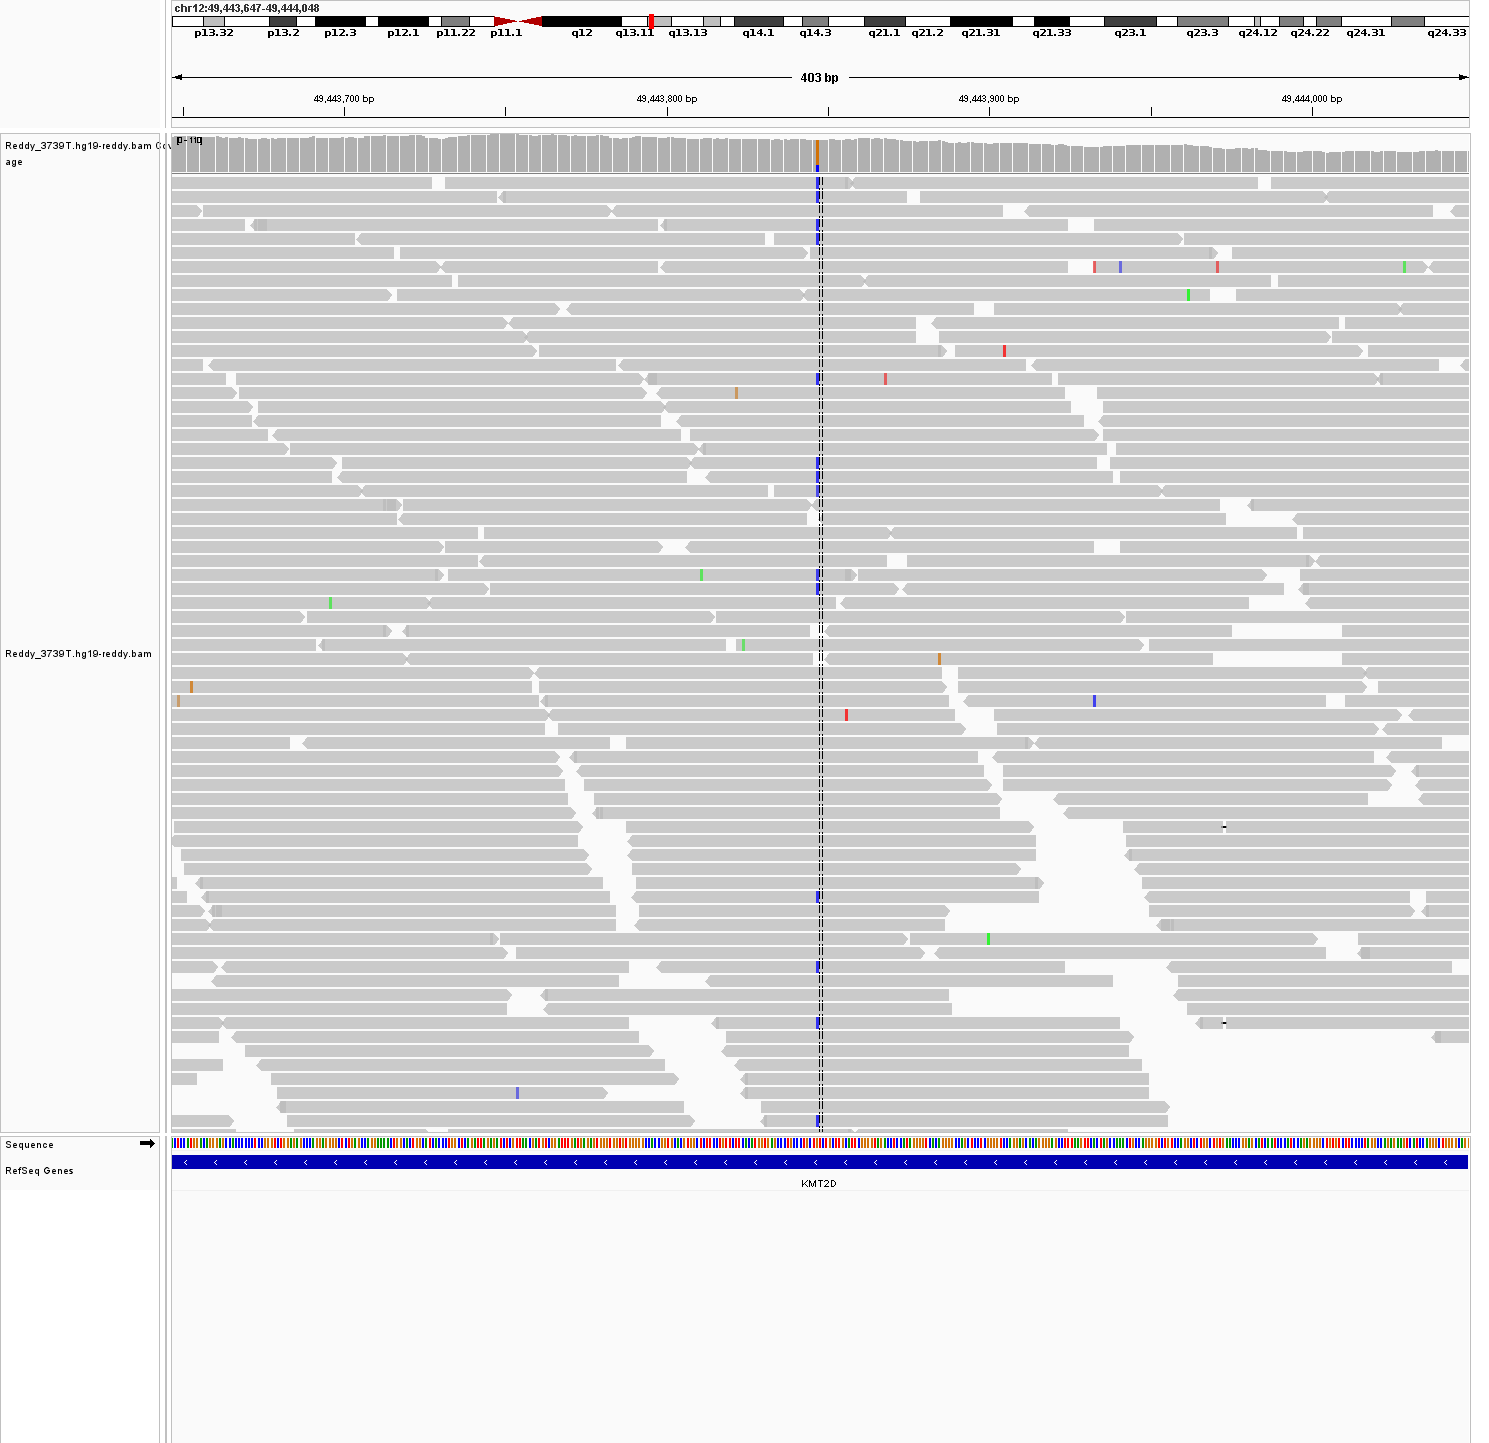 chr12:49,443,647-49,444,048
p13.32 p13.2 p12.3 p12.1 p11.22 p11.1 q12 q13.11 q13.13 q14.1 q14.3 q21.1 q21.2 q21.31 q21.33 q23.1 q23.3 q24.12 q24.22 q24.31 q24.33
403 bp
49,443,700 bp 49,443,800 bp 49,443,900 bp 49,444,000 bp
Reddy_3739T.hg19-reddy.bam
age
Reddy_3739T.hg19-reddy.bam
Sequence
RefSeq Genes
KMT2D